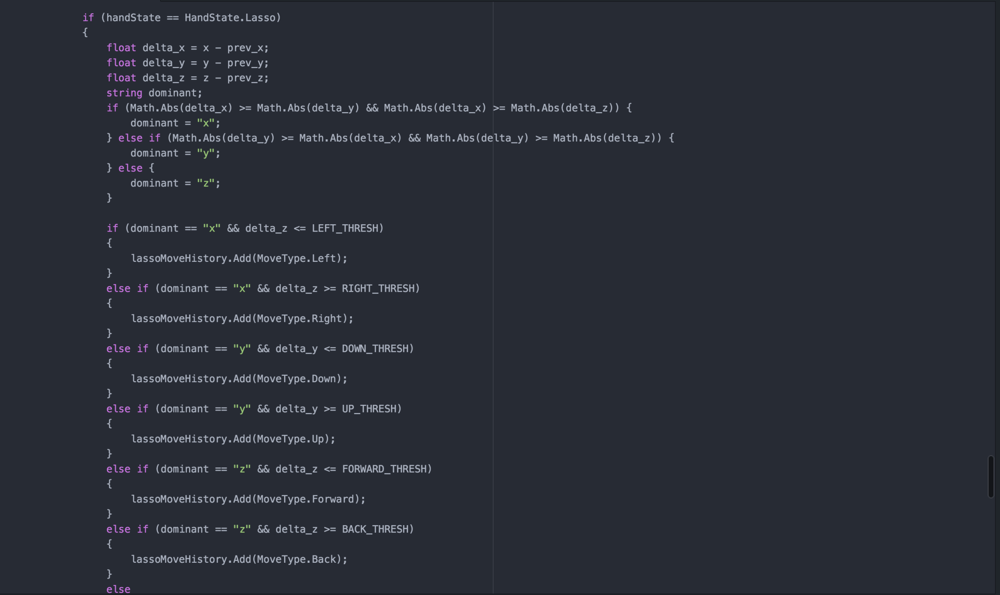 if (handState == HandState.Lasso)
{
    float delta_x = x - prev_x;
    float delta_y = y - prev_y;
    float delta_z = z - prev_z;
    string dominant;
    if (Math.Abs(delta_x) >= Math.Abs(delta_y) && Math.Abs(delta_x) >= Math.Abs(delta_z)) {
        dominant = "x";
    } else if (Math.Abs(delta_y) >= Math.Abs(delta_x) && Math.Abs(delta_y) >= Math.Abs(delta_z)) {
        dominant = "y";
    } else {
        dominant = "z";
    }

    if (dominant == "x" && delta_z <= LEFT_THRESH)
    {
        lassoMoveHistory.Add(MoveType.Left);
    }
    else if (dominant == "x" && delta_z >= RIGHT_THRESH)
    {
        lassoMoveHistory.Add(MoveType.Right);
    }
    else if (dominant == "y" && delta_y <= DOWN_THRESH)
    {
        lassoMoveHistory.Add(MoveType.Down);
    }
    else if (dominant == "y" && delta_y >= UP_THRESH)
    {
        lassoMoveHistory.Add(MoveType.Up);
    }
    else if (dominant == "z" && delta_z <= FORWARD_THRESH)
    {
        lassoMoveHistory.Add(MoveType.Forward);
    }
    else if (dominant == "z" && delta_z >= BACK_THRESH)
    {
        lassoMoveHistory.Add(MoveType.Back);
    }
    else